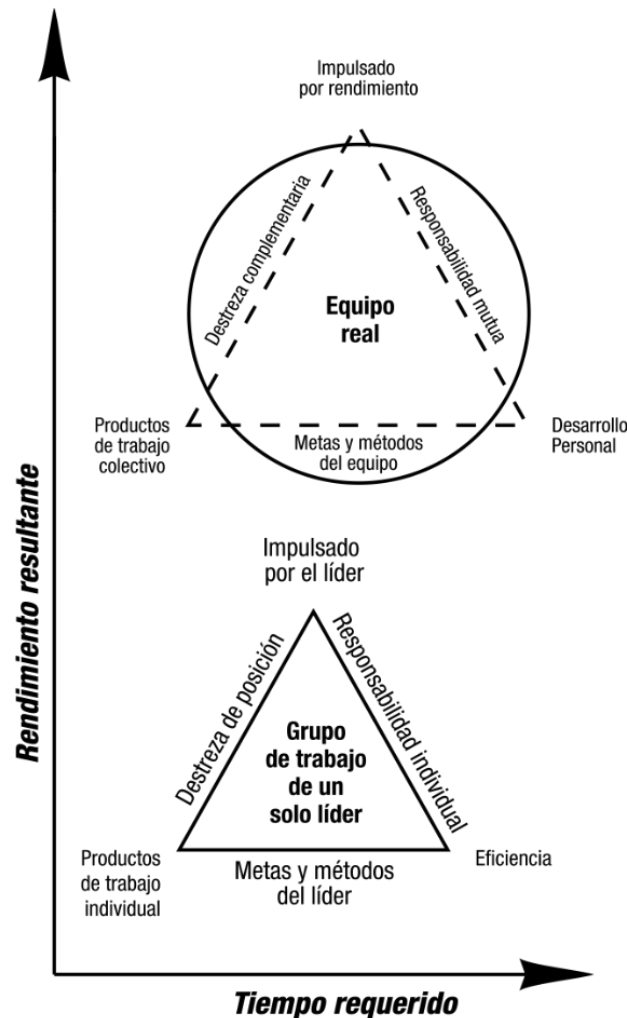 Impulsado
por rendimiento
Destreza complementaria
Responsabilidad mutua
Equipo
real
Productos
de trabajo
colectivo
Metas y métodos
del equipo
Desarrollo
Personal
Rendimiento resultante
Impulsado
por el líder
Destreza de posición
Responsabilidad individual
Grupo
de trabajo
de un
solo líder
Productos
de trabajo
individual
Metas y métodos
del líder
Eficiencia
Tiempo requerido